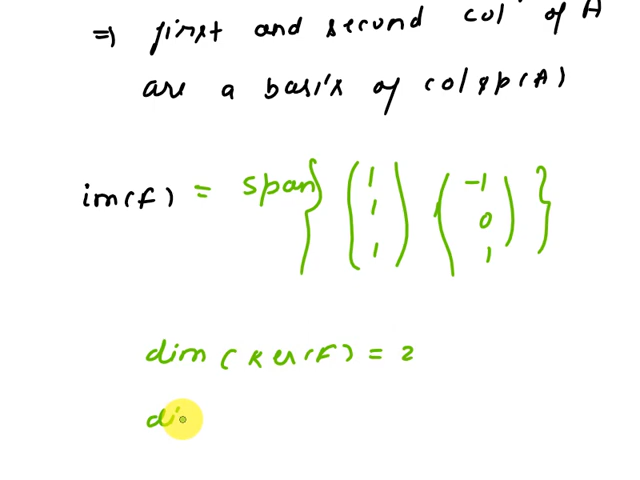 ⇒ first and second col^n of A
are a basis of colsp(A)
im(F) = span{ (1 1 1) (-1 0 1) }
dim(Ker(F) = 2
di